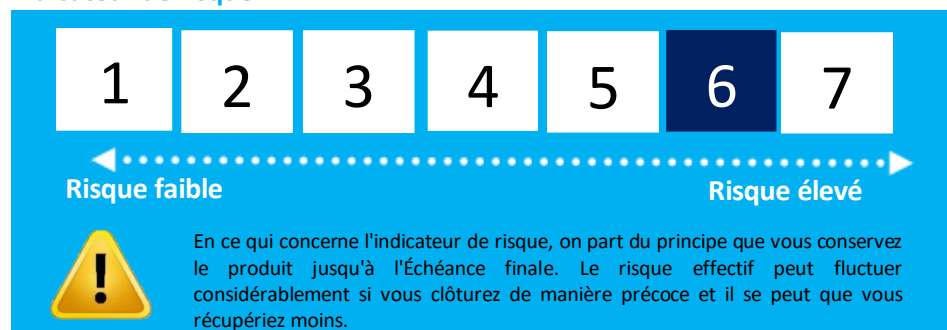 1 2 3 4 5 6 7
Risque faible Risque élevé
En ce qui concerne l'indicateur de risque, on part du principe que vous conservez
le produit jusqu'à l'Échéance finale. Le risque effectif peut fluctuer
considérablement si vous clôturez de manière précoce et il se peut que vous
récupériez moins.